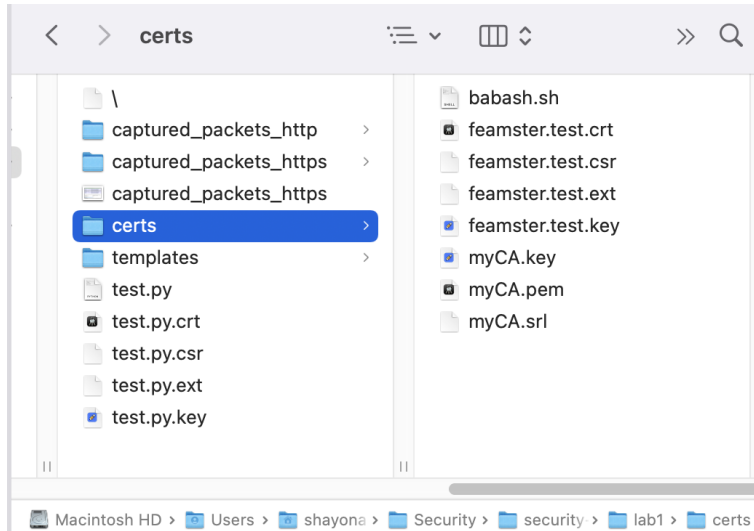 certs
\
captured_packets_http
captured_packets_https
captured_packets_https
certs
templates
test.py
test.py.crt
test.py.csr
test.py.ext
test.py.key
babash.sh
feamster.test.crt
feamster.test.csr
feamster.test.ext
feamster.test.key
myCA.key
myCA.pem
myCA.srl
Macintosh HD › Users › shayona › Security › security- › lab1 › certs